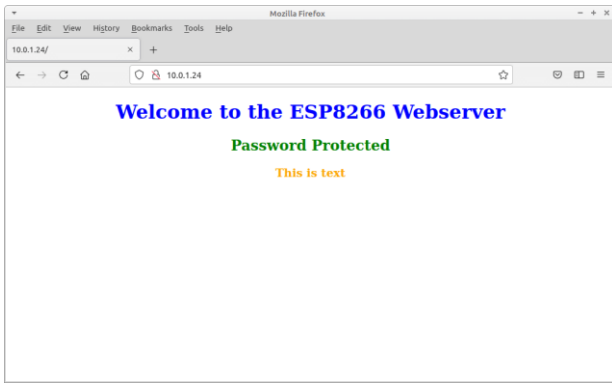 Mozilla Firefox
File Edit View History Bookmarks Tools Help
10.0.1.24/
10.0.1.24
Welcome to the ESP8266 Webserver
Password Protected
This is text